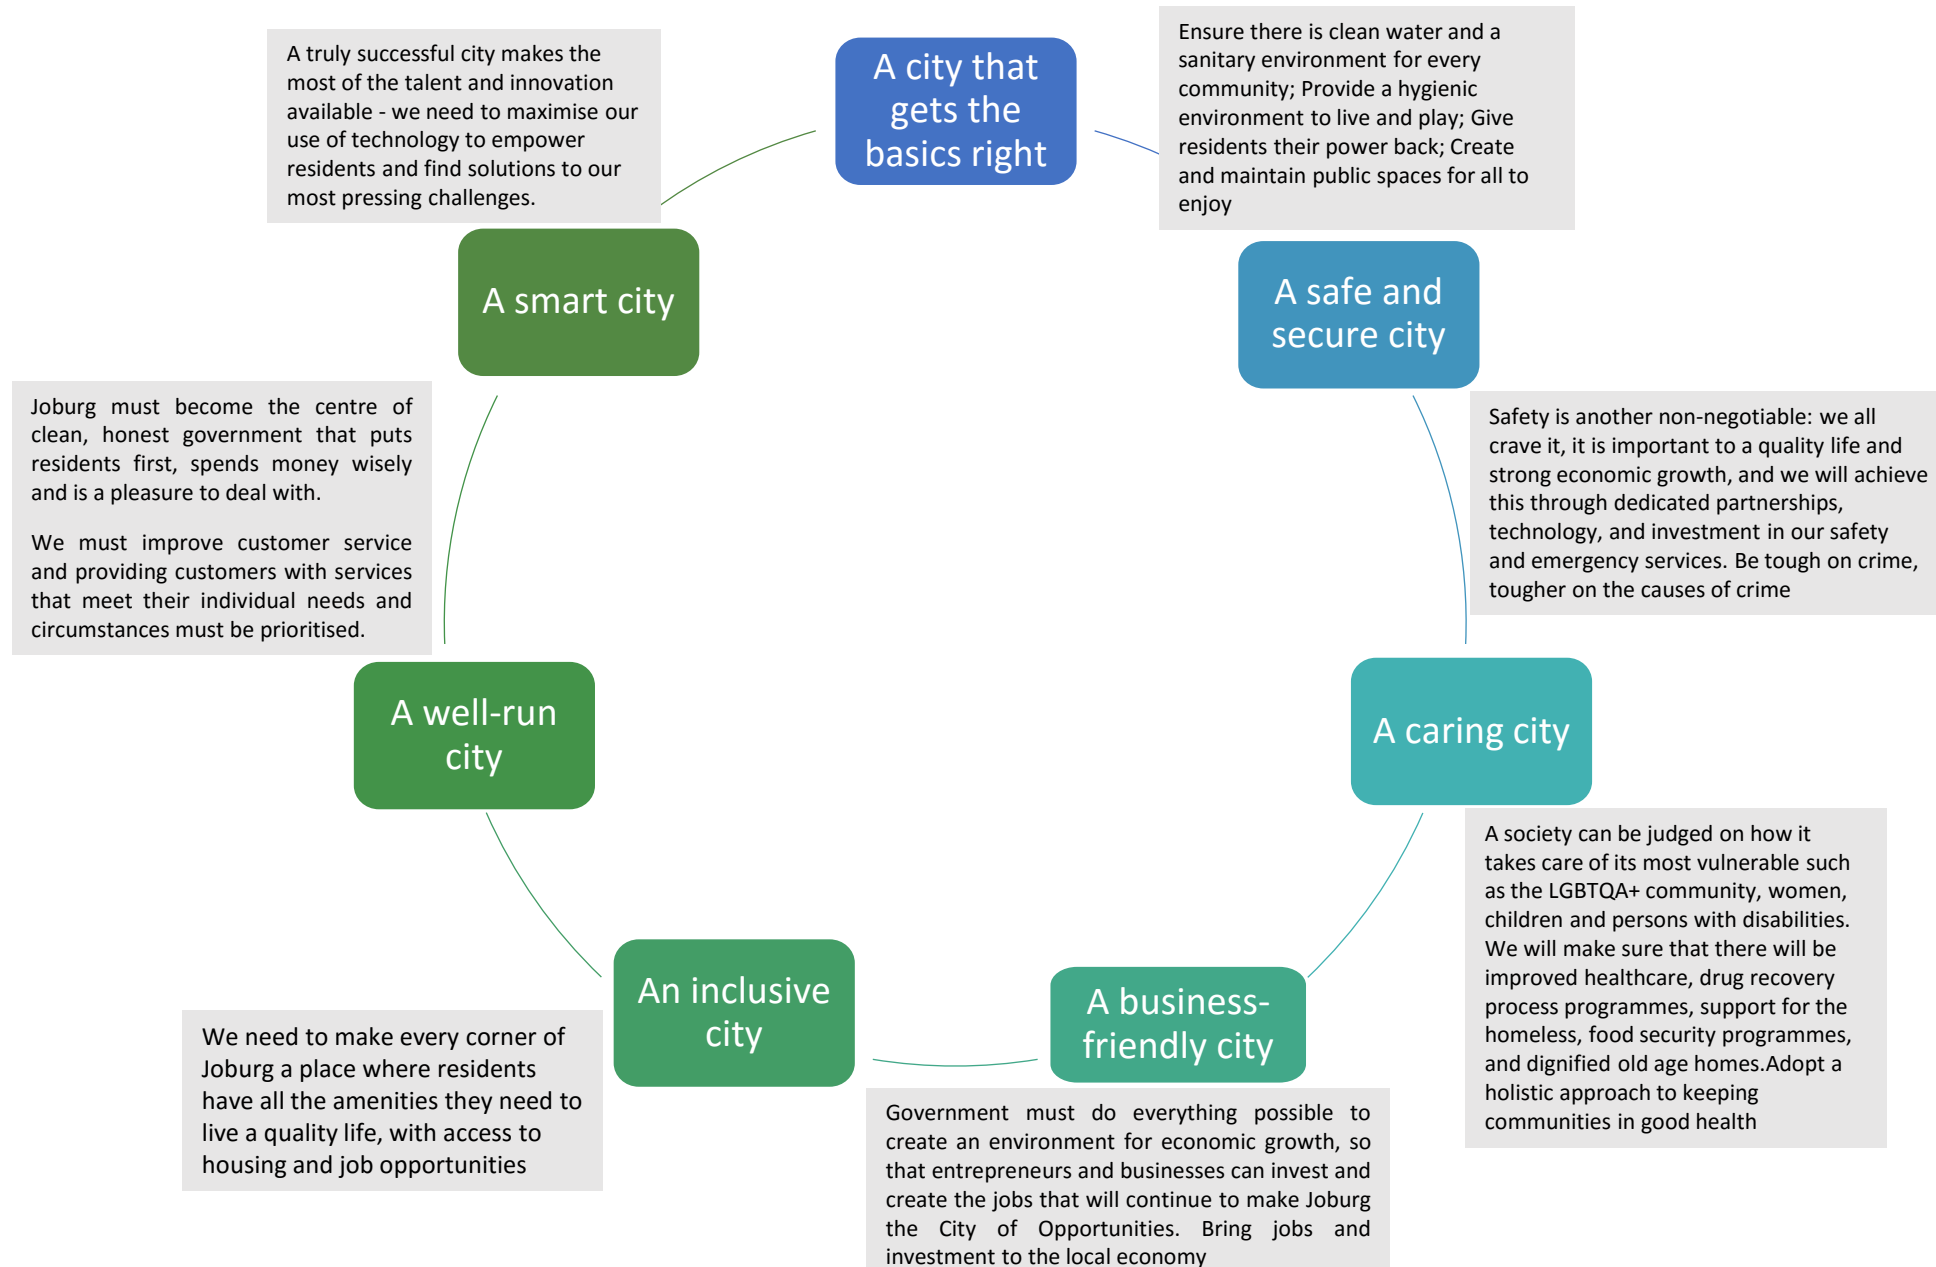 A city that
gets the
basics right
Ensure there is clean water and a
sanitary environment for every
community; Provide a hygienic
environment to live and play; Give
residents their power back; Create
and maintain public spaces for all to
enjoy
A safe and
secure city
Safety is another non-negotiable: we all
crave it, it is important to a quality life and
strong economic growth, and we will achieve
this through dedicated partnerships,
technology, and investment in our safety
and emergency services. Be tough on crime,
tougher on the causes of crime
A caring city
A society can be judged on how it
takes care of its most vulnerable such
as the LGBTQA+ community, women,
children and persons with disabilities.
We will make sure that there will be
improved healthcare, drug recovery
process programmes, support for the
homeless, food security programmes,
and dignified old age homes.Adopt a
holistic approach to keeping
communities in good health
A business-
friendly city
Government must do everything possible to
create an environment for economic growth, so
that entrepreneurs and businesses can invest and
create the jobs that will continue to make Joburg
the City of Opportunities. Bring jobs and
investment to the local economy
An inclusive
city
We need to make every corner of
Joburg a place where residents
have all the amenities they need to
live a quality life, with access to
housing and job opportunities
A well-run
city
Joburg must become the centre of
clean, honest government that puts
residents first, spends money wisely
and is a pleasure to deal with.
We must improve customer service
and providing customers with services
that meet their individual needs and
circumstances must be prioritised.
A smart city
A truly successful city makes the
most of the talent and innovation
available - we need to maximise our
use of technology to empower
residents and find solutions to our
most pressing challenges.